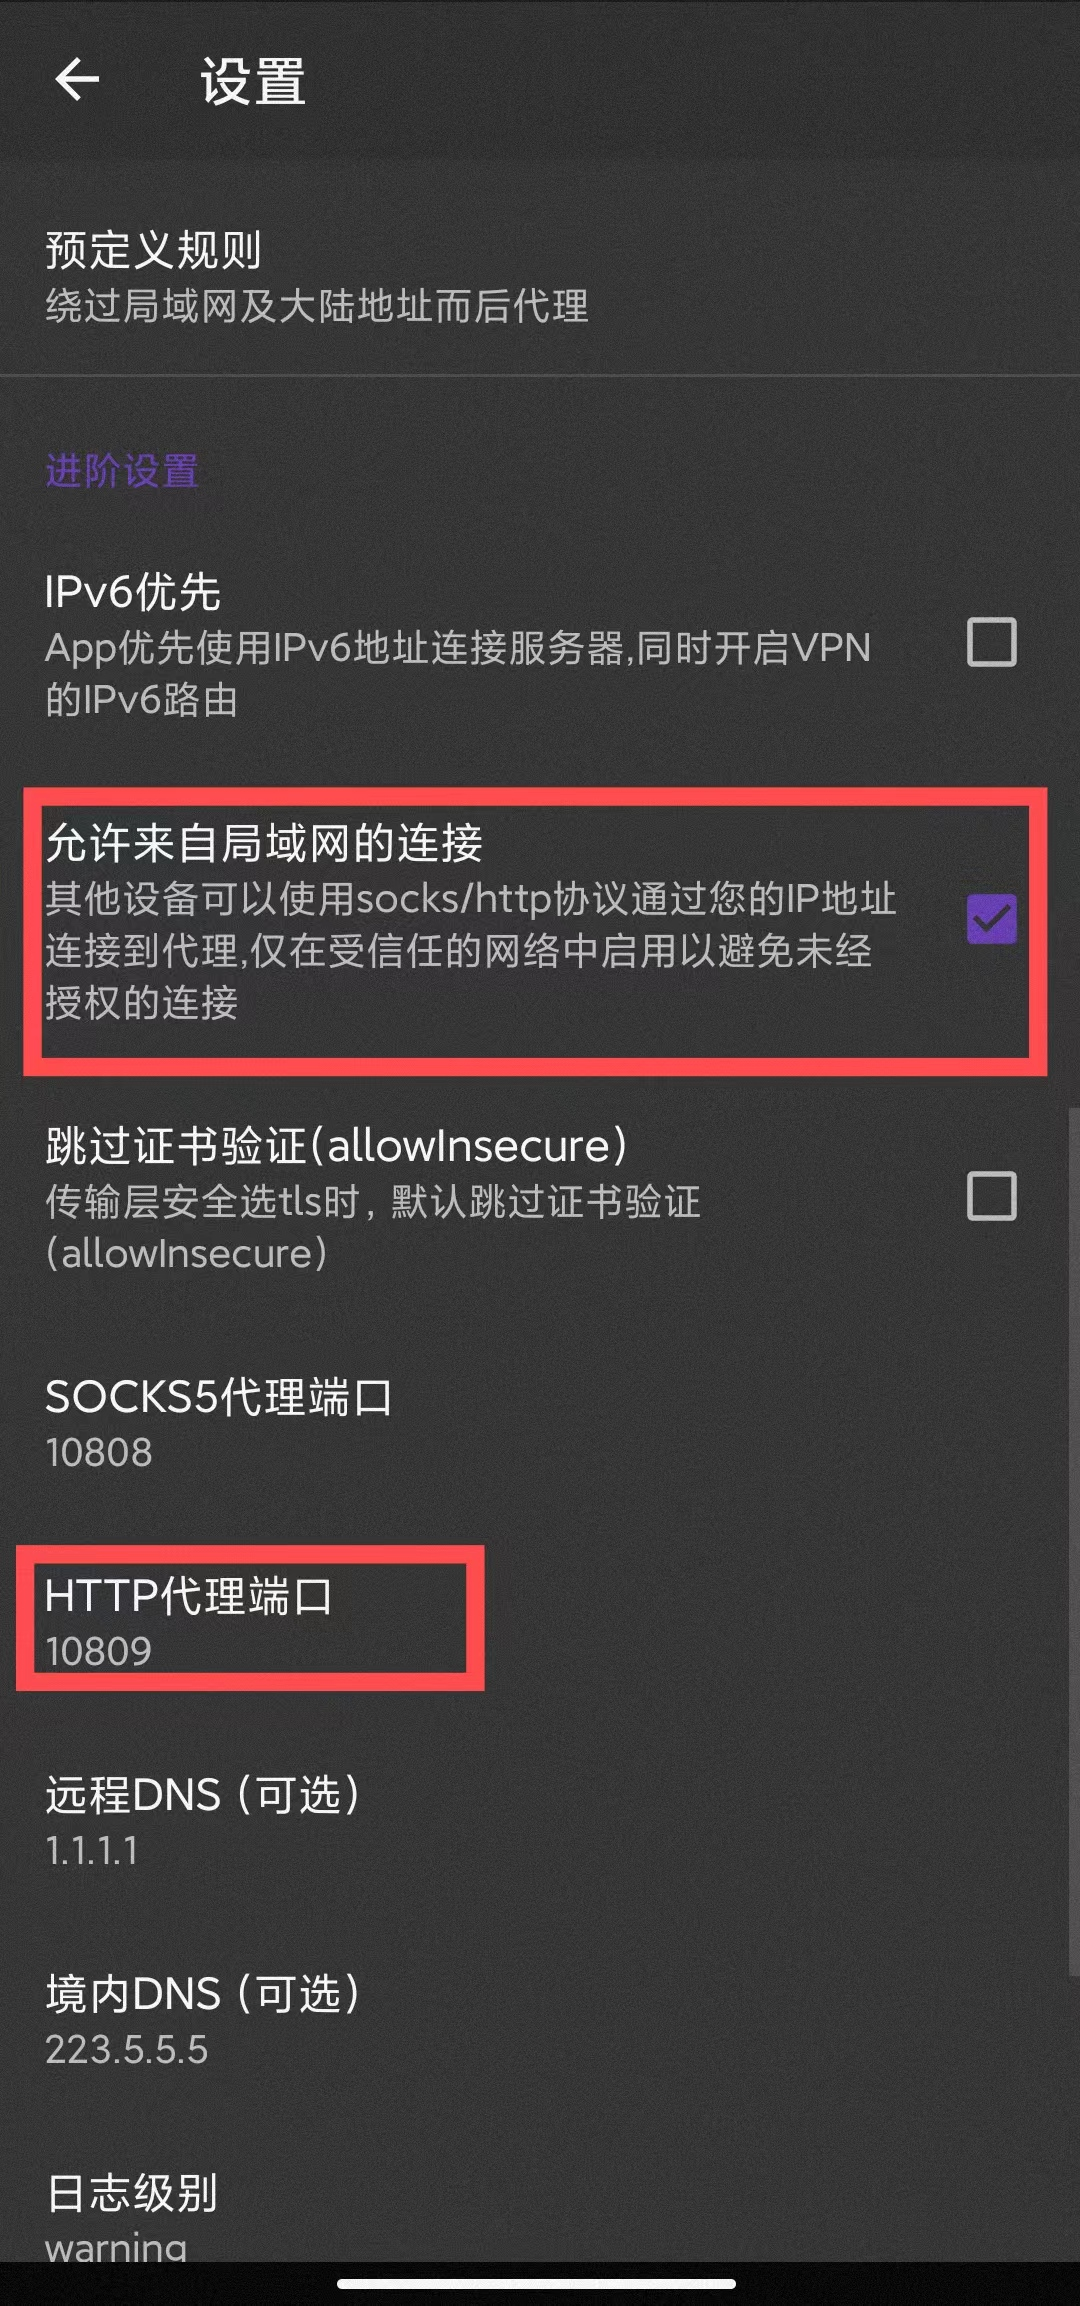 设置
预定义规则
绕过局域网及大陆地址而后代理
进阶设置
IPv6优先
App优先使用IPv6地址连接服务器,同时开启VPN
的IPv6路由
允许来自局域网的连接
其他设备可以使用socks/http协议通过您的IP地址
连接到代理,仅在受信任的网络中启用以避免未经
授权的连接
跳过证书验证(allowInsecure)
传输层安全选tls时，默认跳过证书验证
(allowInsecure)
SOCKS5代理端口
10808
HTTP代理端口
10809
远程DNS (可选)
1.1.1.1
境内DNS (可选)
223.5.5.5
日志级别
warning